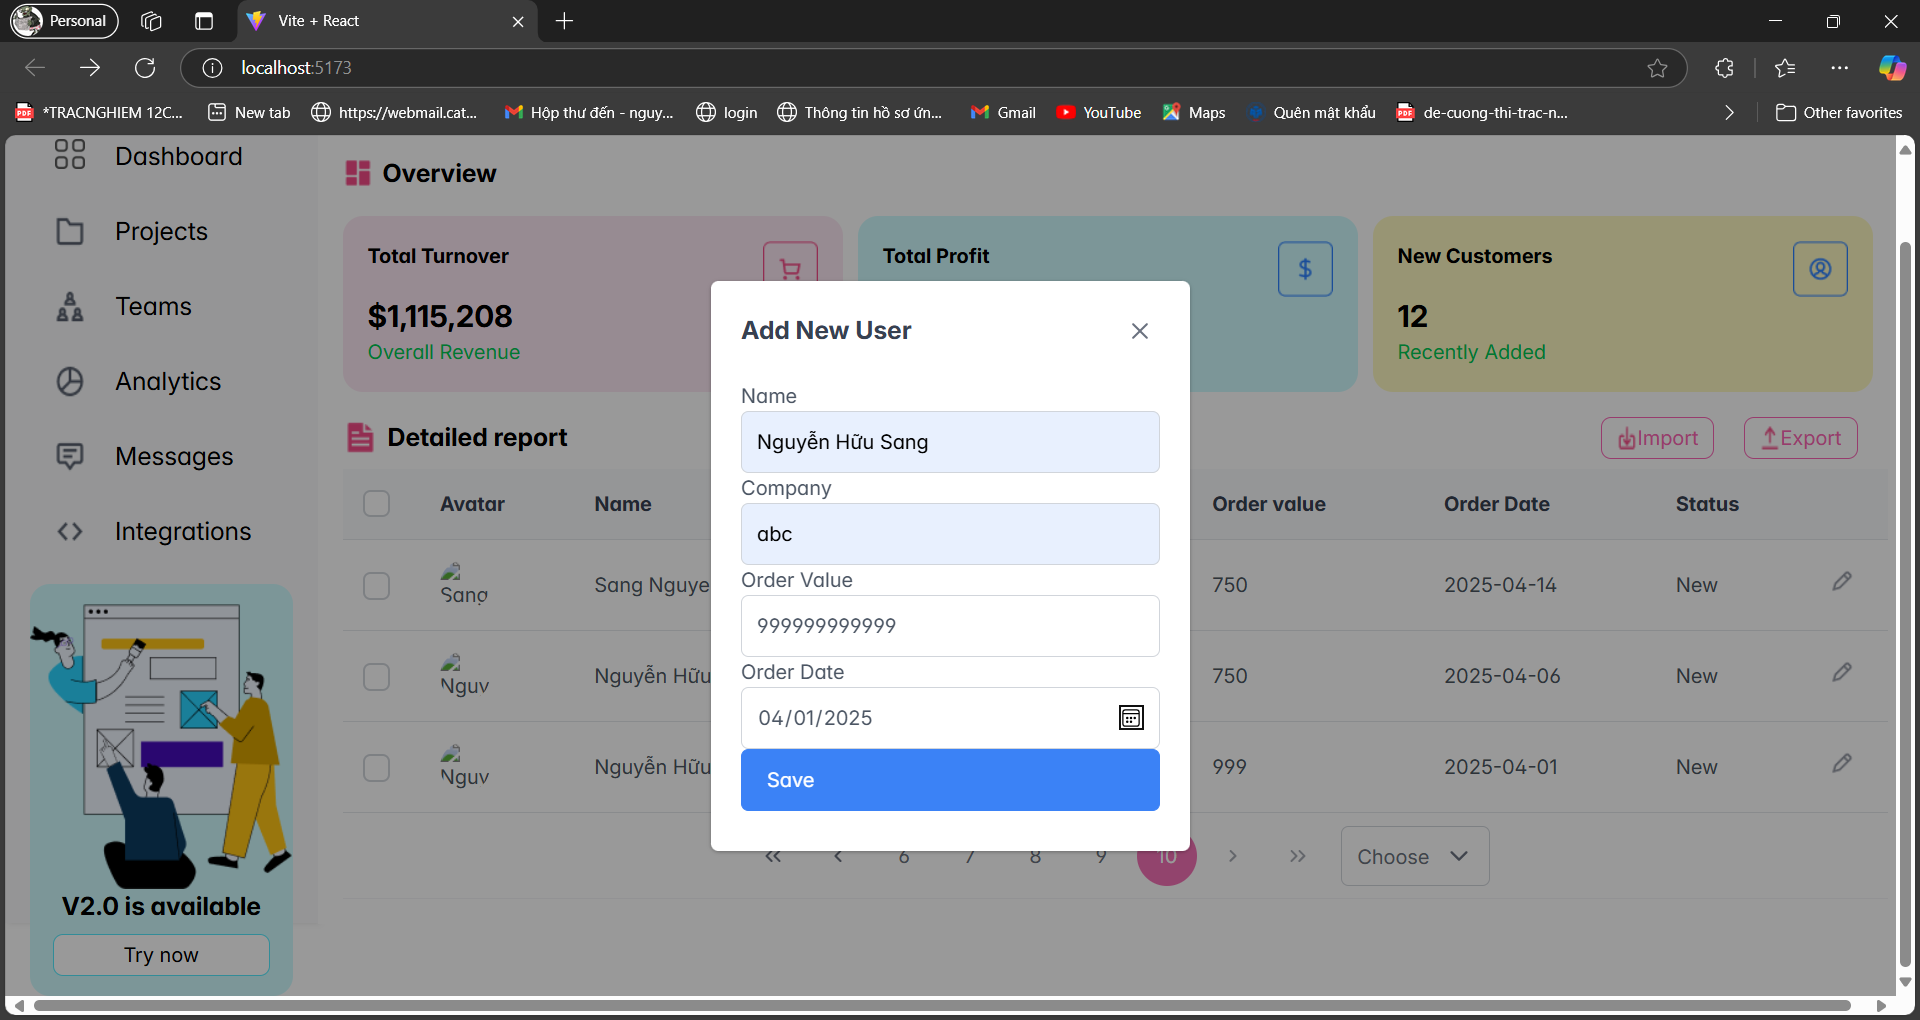 Personal
Vite + React
localhost:5173
*TRACNGHIEM 12C...
New tab
https://webmail.cat...
Hộp thư đến - nguy...
login
Thông tin hồ sơ ứn...
Gmail
YouTube
Maps
Quên mật khẩu
de-cuong-thi-trac-n...
Other favorites
Dashboard
Projects
Teams
Analytics
Messages
Integrations
V2.0 is available
Try now
Overview
Total Turnover
$1,115,208
Overall Revenue
Total Profit
$
New Customers
12
Recently Added
Detailed report
Import
Export
Avatar Name Order value Order Date Status
Sang Sang Nguye 750 2025-04-14 New
Nguy Nguyễn Hữu 750 2025-04-06 New
Nguy Nguyễn Hữu 999 2025-04-01 New
<< < 6 7 8 9 10 > >>
Choose
Add New User
Name
Nguyễn Hữu Sang
Company
abc
Order Value
999999999999
Order Date
04/01/2025
Save